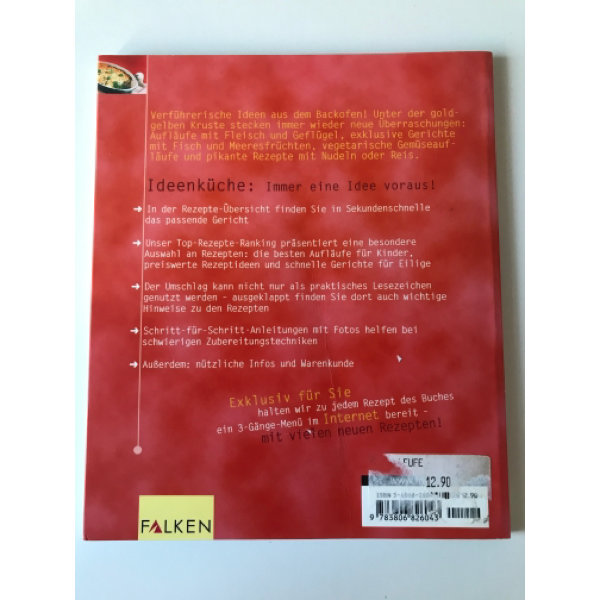 Verführerische Ideen aus dem Backofen! Unter der gold-
gelben Kruste stecken immer wieder neue Überraschungen:
Aufläufe mit Fleisch und Geflügel, exklusive Gerichte
mit Fisch und Meeresfrüchten, vegetarische Gemüseauf-
läufe und pikante Rezepte mit Nudeln oder Reis.
Ideenküche: Immer eine Idee voraus!
In der Rezepte-Übersicht finden Sie in Sekundenschnelle
das passende Gericht
Unser Top-Rezepte-Ranking präsentiert eine besondere
Auswahl an Rezepten: die besten Aufläufe für Kinder,
preiswerte Rezeptideen und schnelle Gerichte für Eilige
Der Umschlag kann nicht nur als praktisches Lesezeichen
genutzt werden - ausgeklappt finden Sie dort auch wichtige
Hinweise zu den Rezepten
Schritt-für-Schritt-Anleitungen mit Fotos helfen bei
schwierigen Zubereitungstechniken
Außerdem: nützliche Infos und Warenkunde
Exklusiv für Sie
halten wir zu jedem Rezept des Buches
ein 3-Gänge-Menü im Internet bereit -
mit vielen neuen Rezepten!
12.90
12.90
9 783806 826043
FALKEN